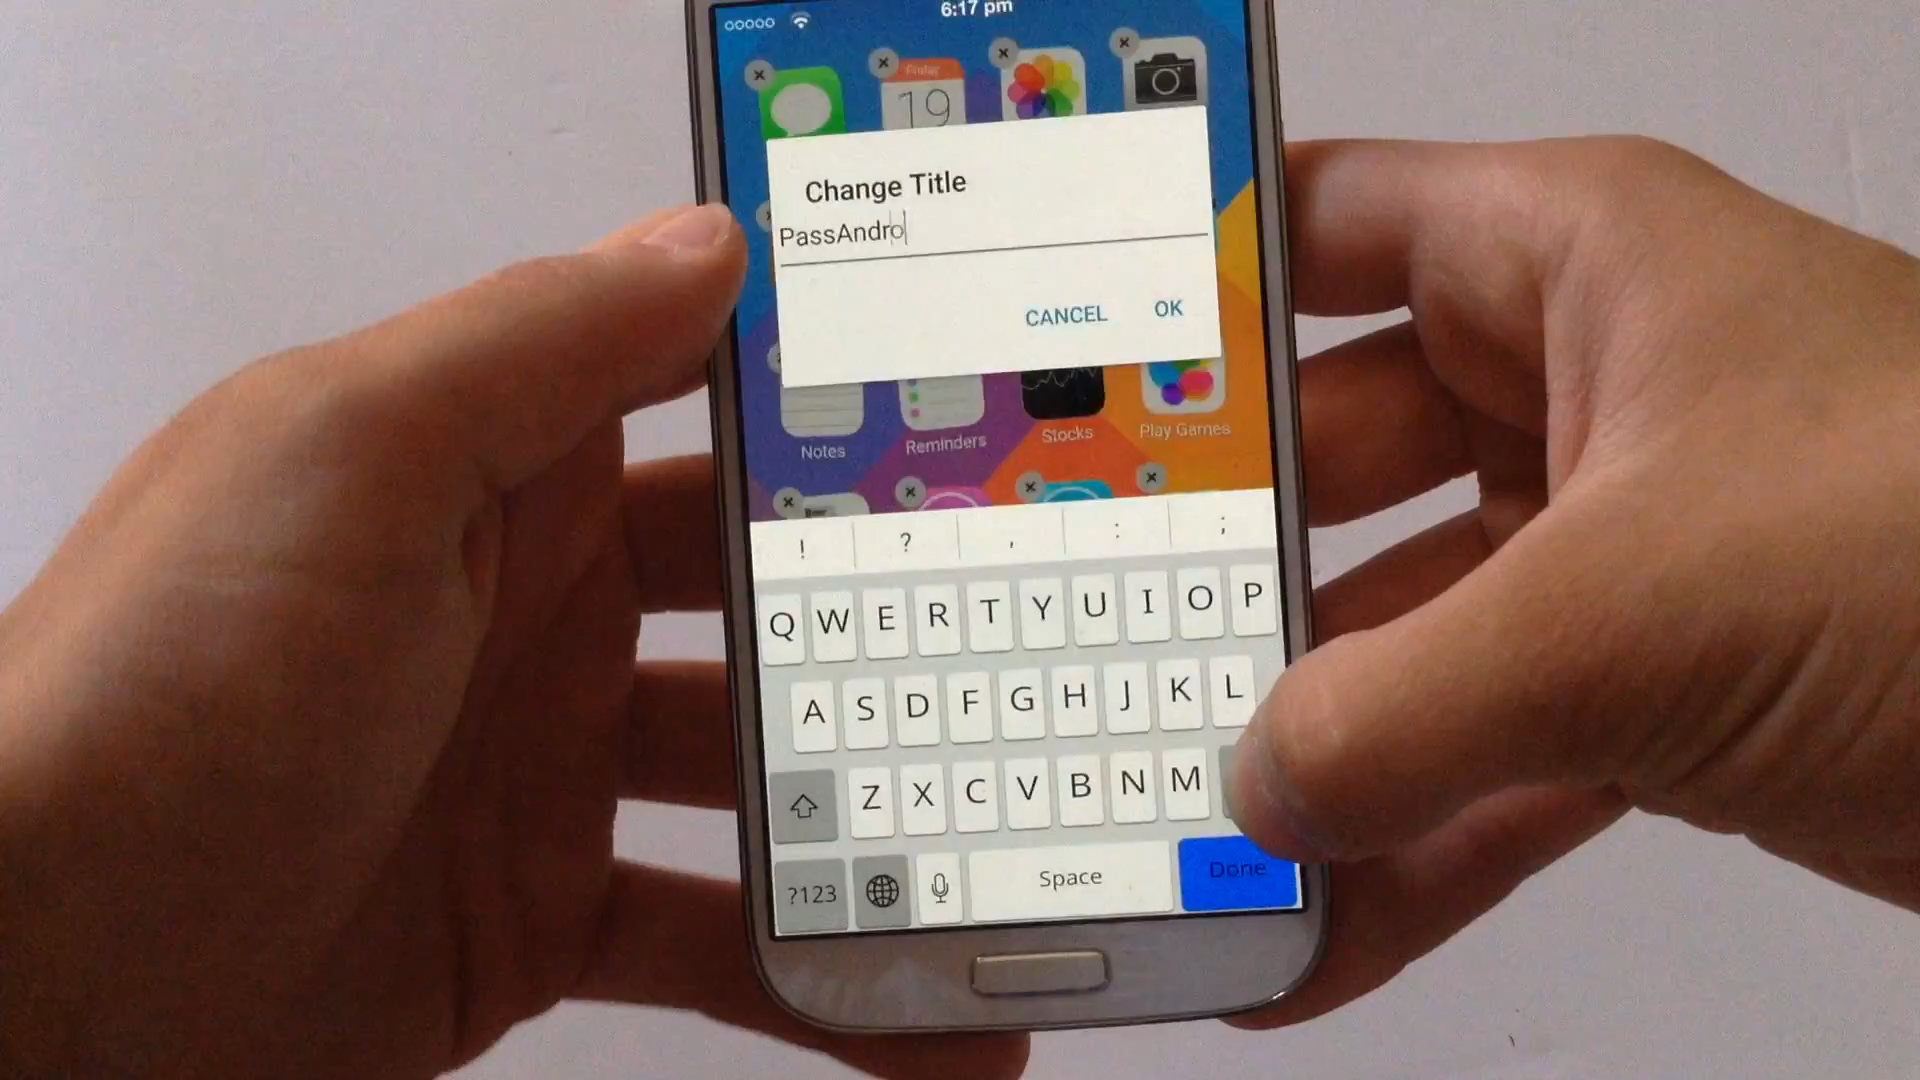 6:17 pm
Friday
19
Change Title
PassAndro
CANCEL OK
Notes Reminders Stocks Play Games
! ? , : ;
Q W E R T Y U I O P
A S D F G H J K L
Z X C V B N M
?123 Space Done